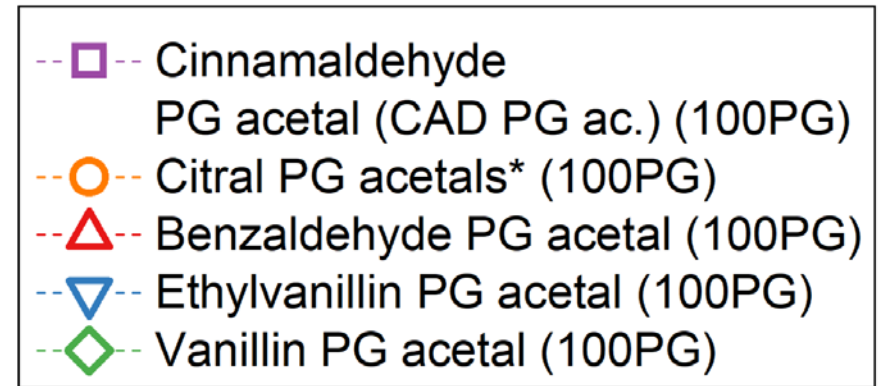 Cinnamaldehyde
PG acetal (CAD PG ac.) (100PG)
Citral PG acetals* (100PG)
Benzaldehyde PG acetal (100PG)
Ethylvanillin PG acetal (100PG)
Vanillin PG acetal (100PG)